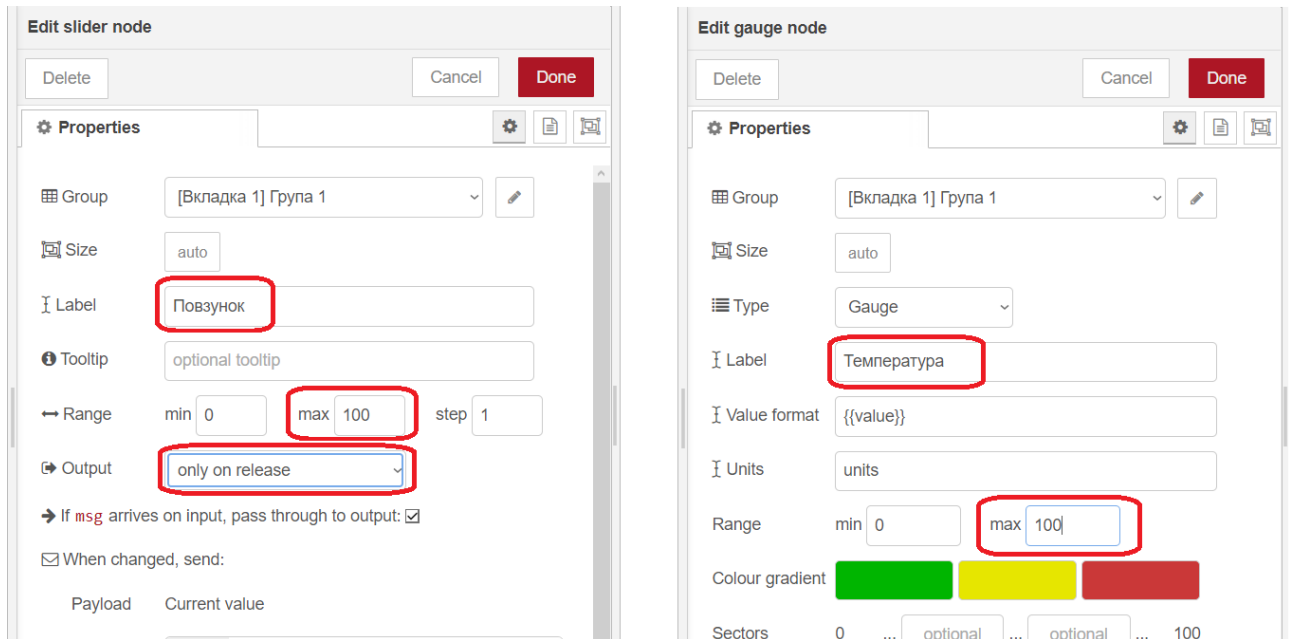 Edit slider node
Delete
Cancel
Done
Properties
Group
[Вкладка 1] Група 1
Size
auto
Label
Повзунок
Tooltip
optional tooltip
Range
min 0
max 100
step 1
Output
only on release
If msg arrives on input, pass through to output:
When changed, send:
Payload
Current value
Edit gauge node
Delete
Cancel
Done
Properties
Group
[Вкладка 1] Група 1
Size
auto
Type
Gauge
Label
Температура
Value format
{{value}}
Units
units
Range
min 0
max 100
Colour gradient
Sectors
0 ... optional ... optional ... 100